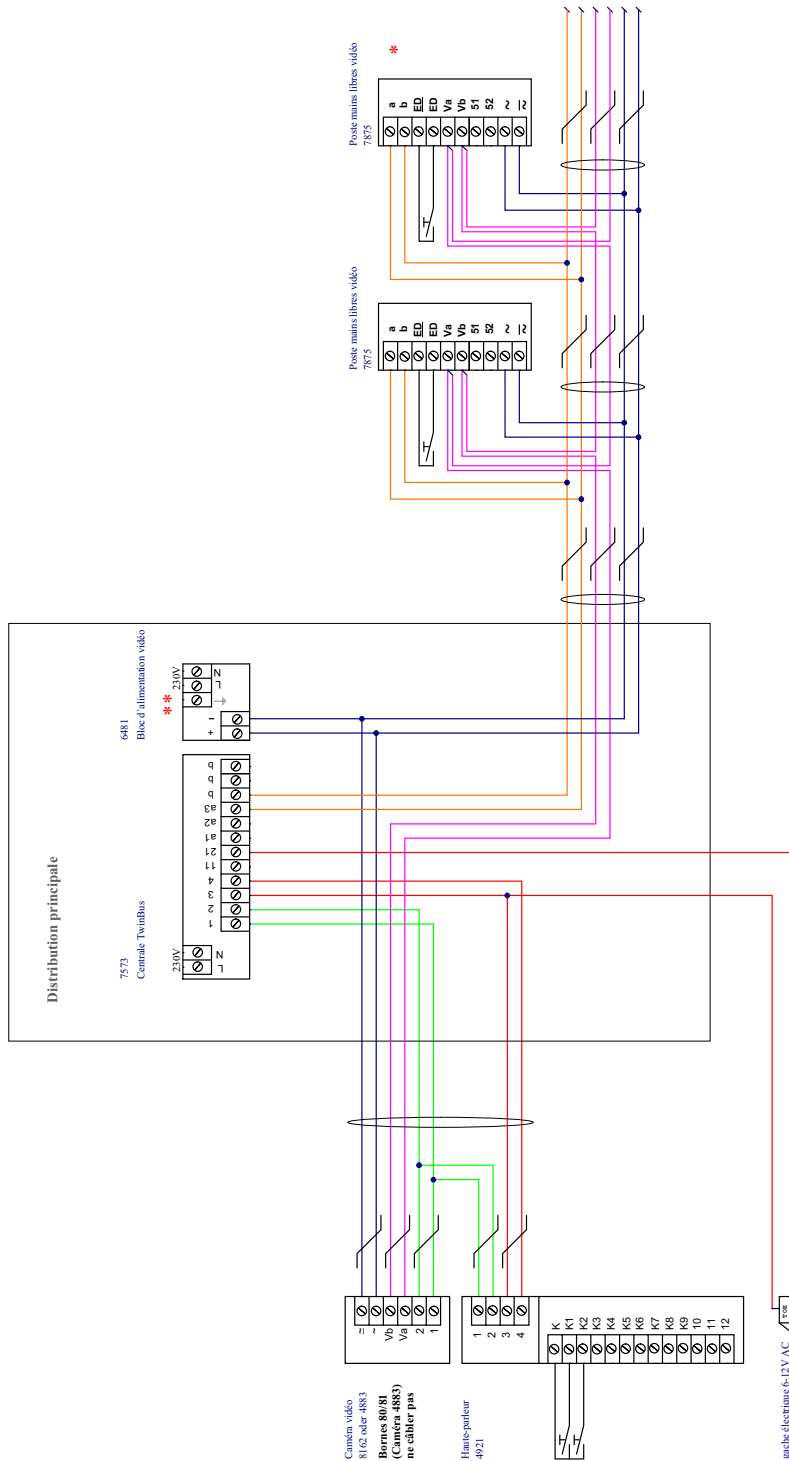 Poste mains libres vidéo
7875
*
a
b
ED
ED
Va
Vb
51
52
~
|~
Poste mains libres vidéo
7875
a
b
ED
ED
Va
Vb
51
52
~
|~
Distribution principale
6481
Bloc d'alimentation vidéo
**
230V
N
L
-
+
7573
Centrale TwinBus
230V
N
L
b
b
b
a3
a2
a1
21
11
4
3
2
1
Caméra vidéo
8162 oder 4883
Bornes 80/81
(Caméra 4883)
ne câbler pas
~|
~
Vb
Va
2
1
Haute-parleur
4921
1
2
3
4
K
K1
K2
K3
K4
K5
K6
K7
K8
K9
10
11
12
gache électrique 6-12V AC
TOE